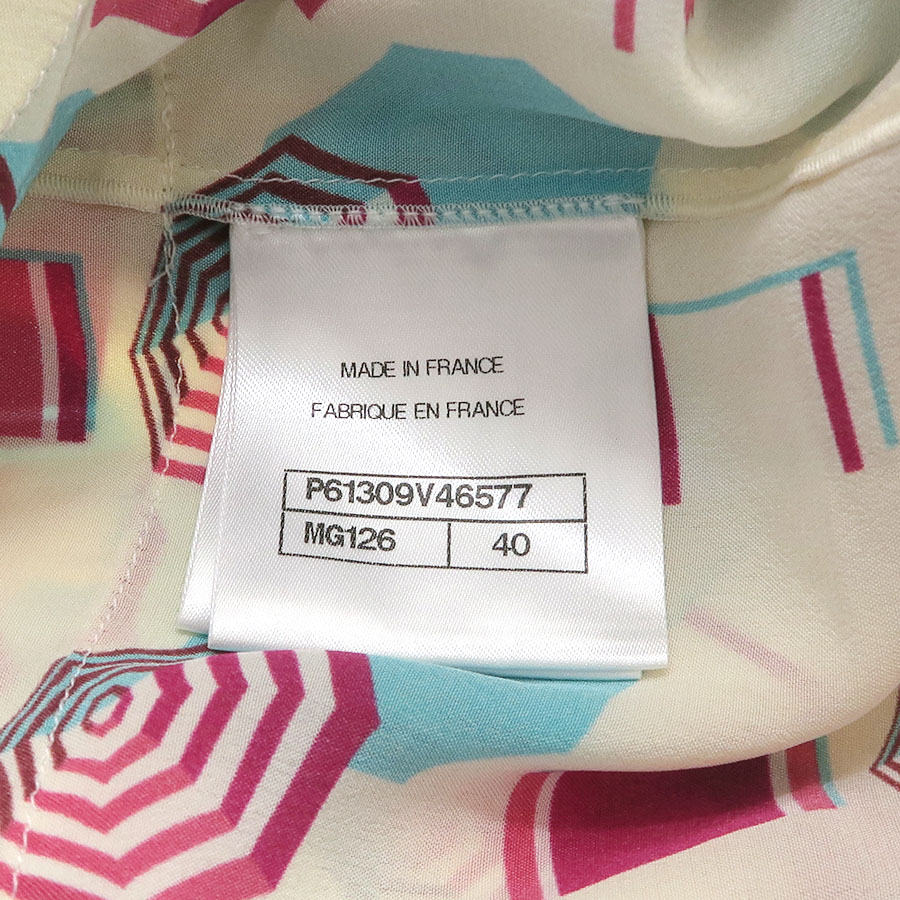 MADE IN FRANCE
FABRIQUE EN FRANCE
P61309V46577
MG126 40